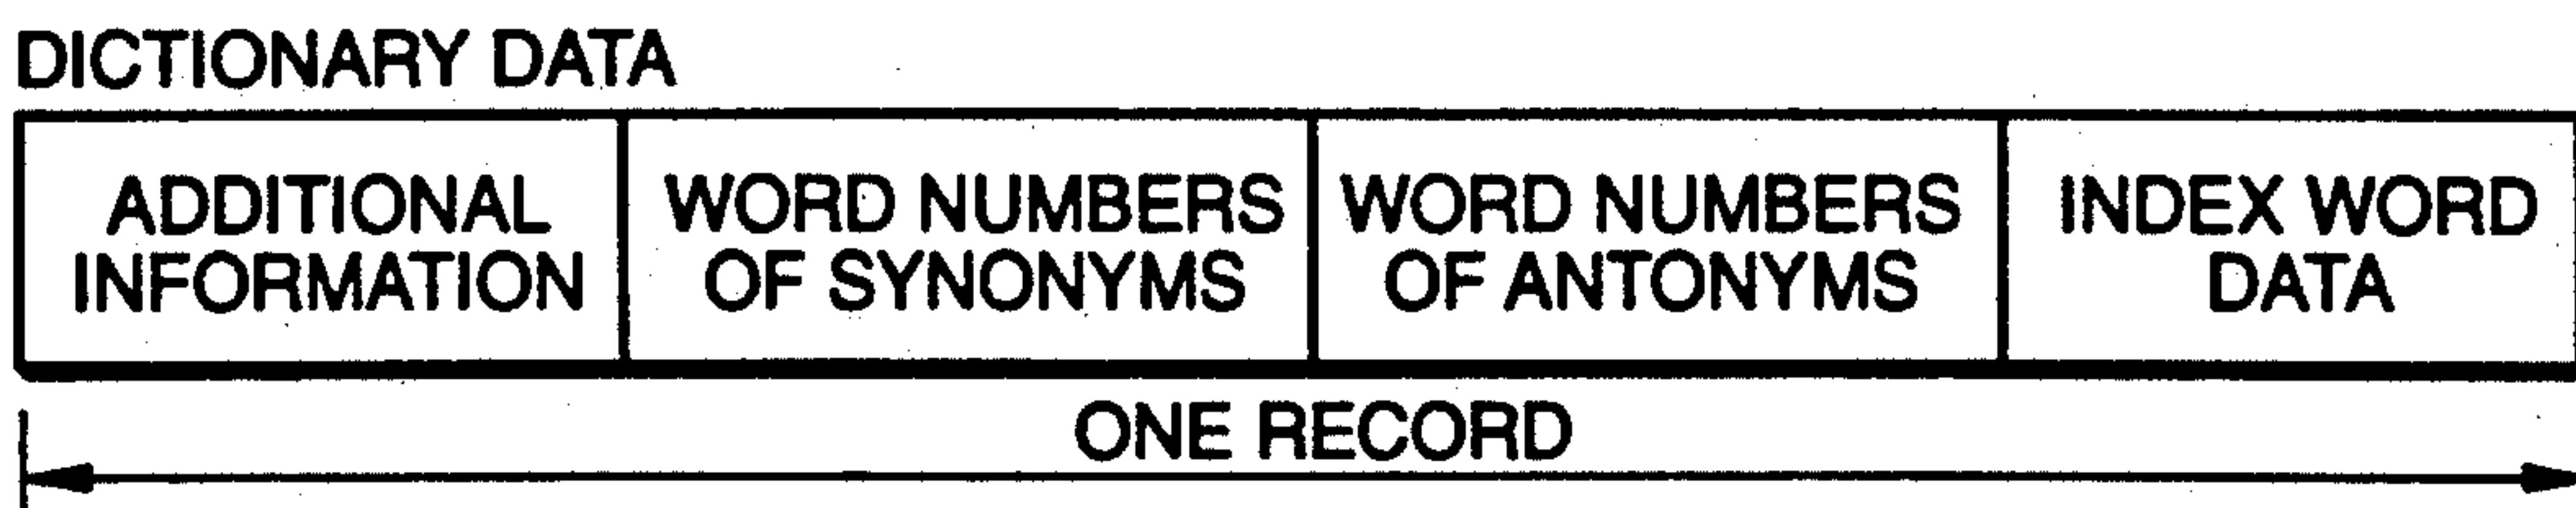 DICTIONARY DATA
ADDITIONAL
INFORMATION
WORD NUMBERS
OF SYNONYMS
WORD NUMBERS
OF ANTONYMS
INDEX WORD
DATA
ONE RECORD